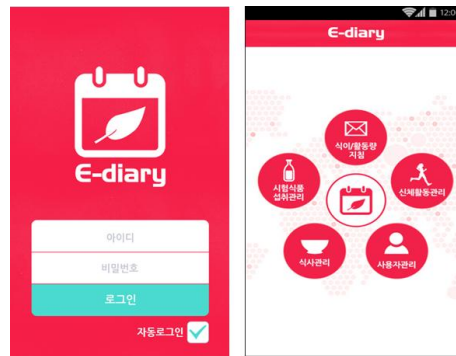 E-diary
아이디
비밀번호
로그인
자동로그인
12:0
E-diary
식이/활동량
지침
시험식품
섭취관리
신체활동관리
식사관리
사용자관리